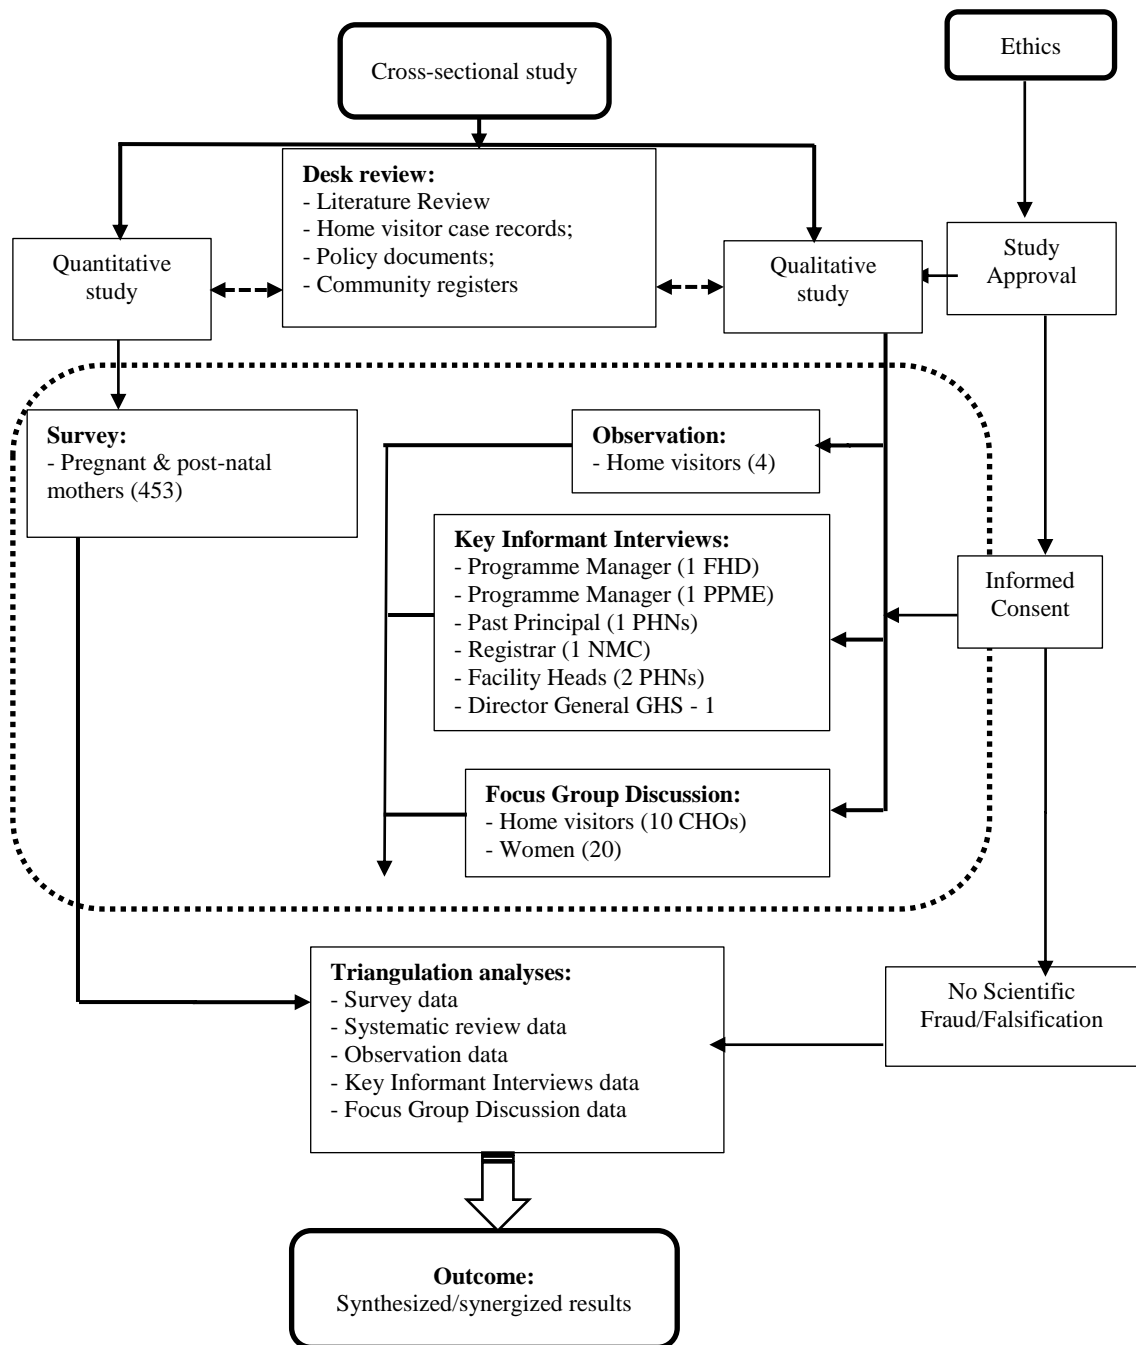 Cross-sectional study
Ethics
Desk review:
- Literature Review
- Home visitor case records;
- Policy documents;
- Community registers
Quantitative
study
Qualitative
study
Study
Approval
Survey:
- Pregnant & post-natal
mothers (453)
Observation:
- Home visitors (4)
Key Informant Interviews:
- Programme Manager (1 FHD)
- Programme Manager (1 PPME)
- Past Principal (1 PHNs)
- Registrar (1 NMC)
- Facility Heads (2 PHNs)
- Director General GHS - 1
Informed
Consent
Focus Group Discussion:
- Home visitors (10 CHOs)
- Women (20)
Triangulation analyses:
- Survey data
- Systematic review data
- Observation data
- Key Informant Interviews data
- Focus Group Discussion data
No Scientific
Fraud/Falsification
Outcome:
Synthesized/synergized results